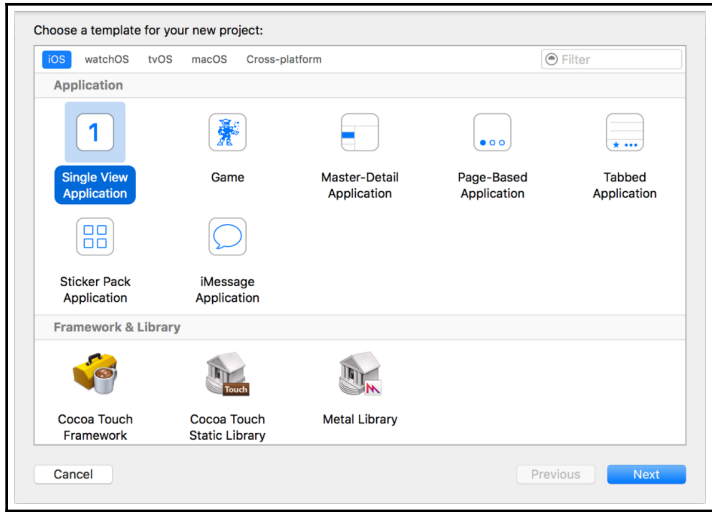 Choose a template for your new project:
iOS watchOS tvOS macOS Cross-platform Filter
Application
1
Single View Application
Game
Master-Detail Application
Page-Based Application
Tabbed Application
Sticker Pack Application
iMessage Application
Framework & Library
Touch
Cocoa Touch Framework
Cocoa Touch Static Library
Metal Library
Cancel Previous Next